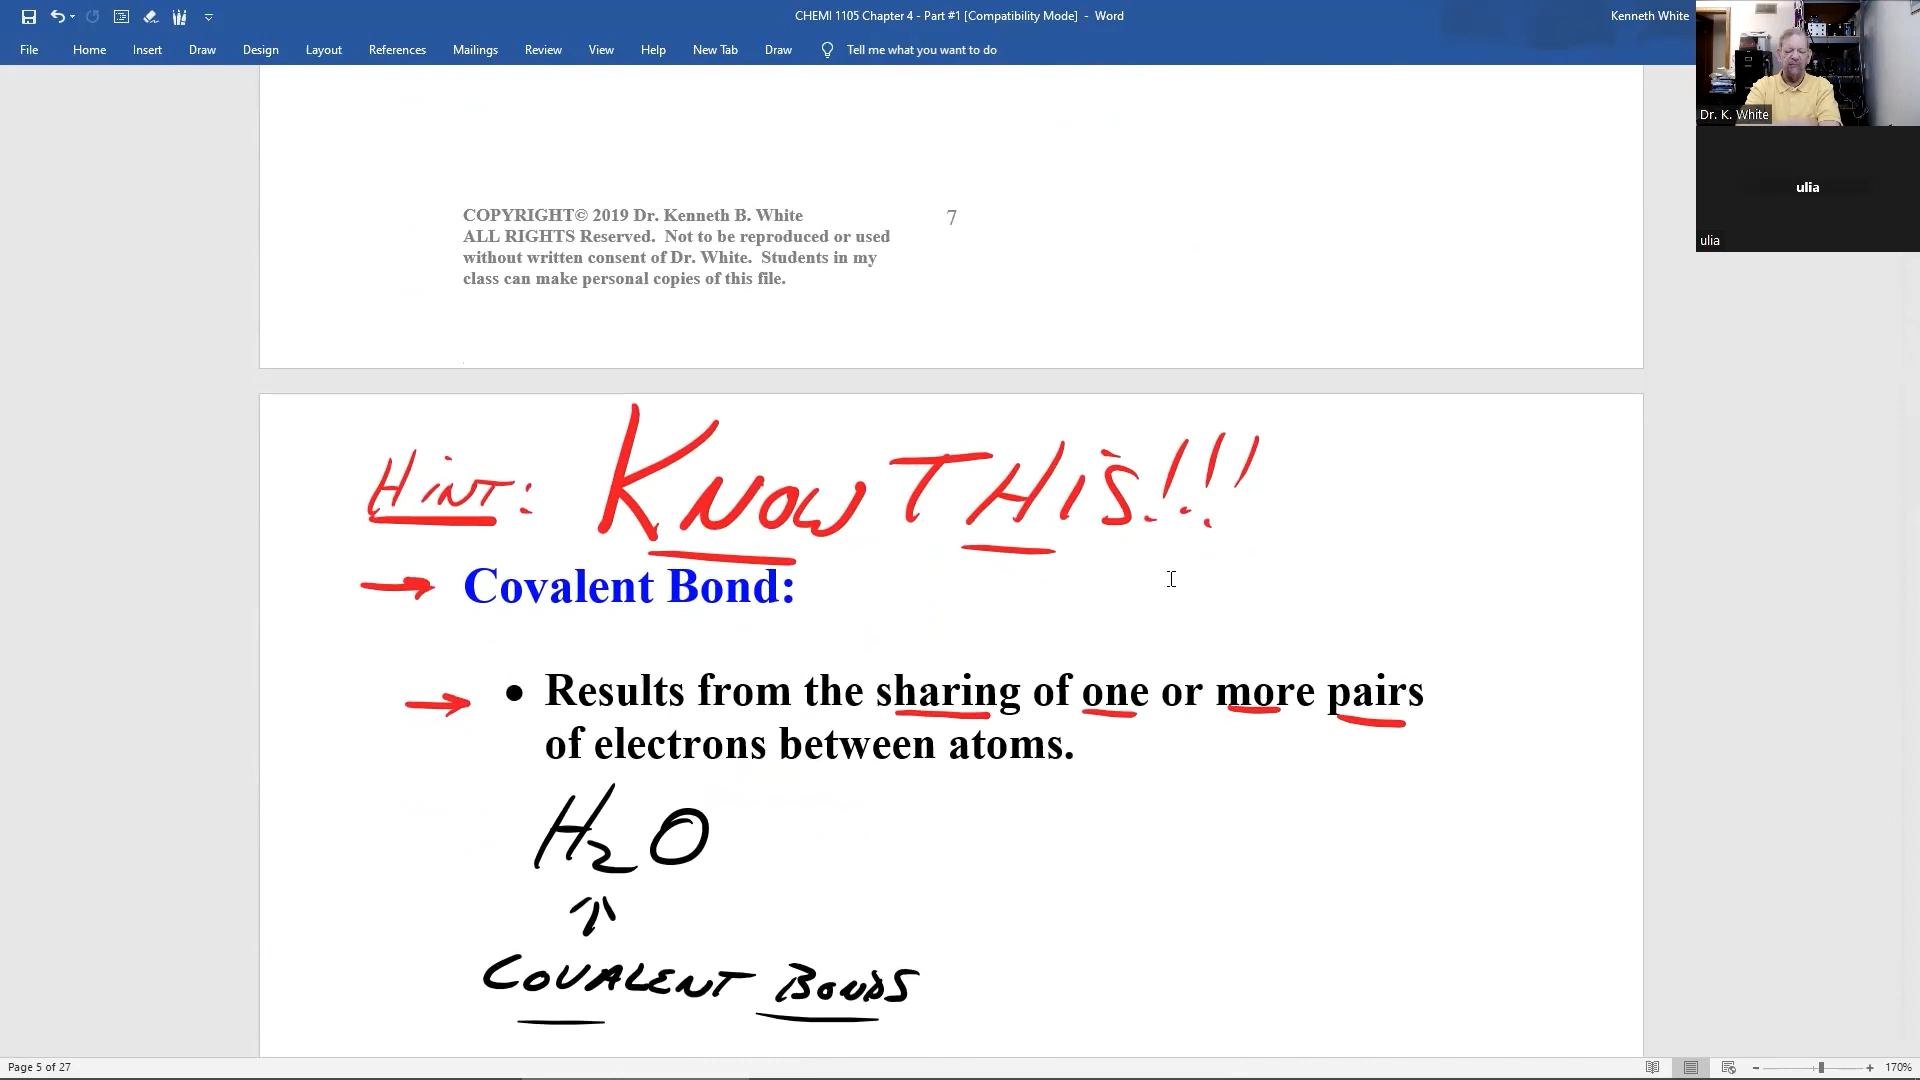 CHEMI 1105 Chapter 4 - Part #1 [Compatibility Mode] - Word
Kenneth White
File Home Insert Draw Design Layout References Mailings Review View Help New Tab Draw Tell me what you want to do
Dr. K. White
ulia
ulia
COPYRIGHT© 2019 Dr. Kenneth B. White
7
ALL RIGHTS Reserved. Not to be reproduced or used
without written consent of Dr. White. Students in my
class can make personal copies of this file.
HiNT: KNOW THiS!!!
Covalent Bond:
• Results from the sharing of one or more pairs
of electrons between atoms.
H₂O
↑
COVALENT BONDS
Page 5 of 27
170%